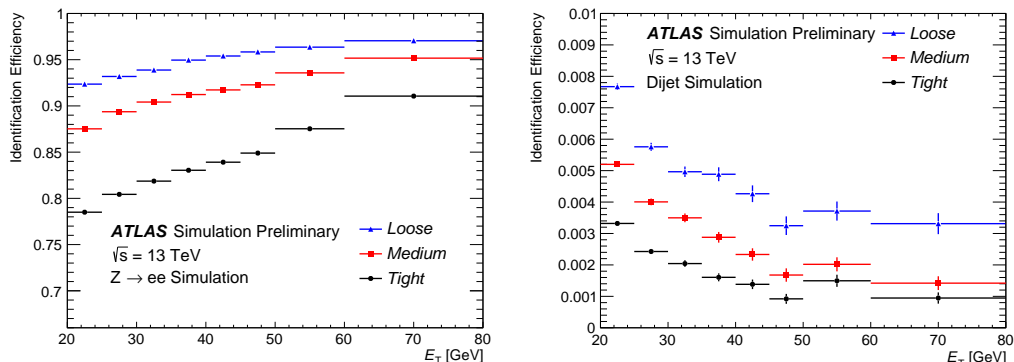 Identification Efficiency
1
0.95
0.9
0.85
0.8
0.75
0.7
ATLAS Simulation Preliminary
√s = 13 TeV
Z → ee Simulation
Loose
Medium
Tight
20 30 40 50 60 70 80
E_T [GeV]
Identification Efficiency
0.01
0.009
0.008
0.007
0.006
0.005
0.004
0.003
0.002
0.001
0
ATLAS Simulation Preliminary
√s = 13 TeV
Dijet Simulation
Loose
Medium
Tight
20 30 40 50 60 70 80
E_T [GeV]